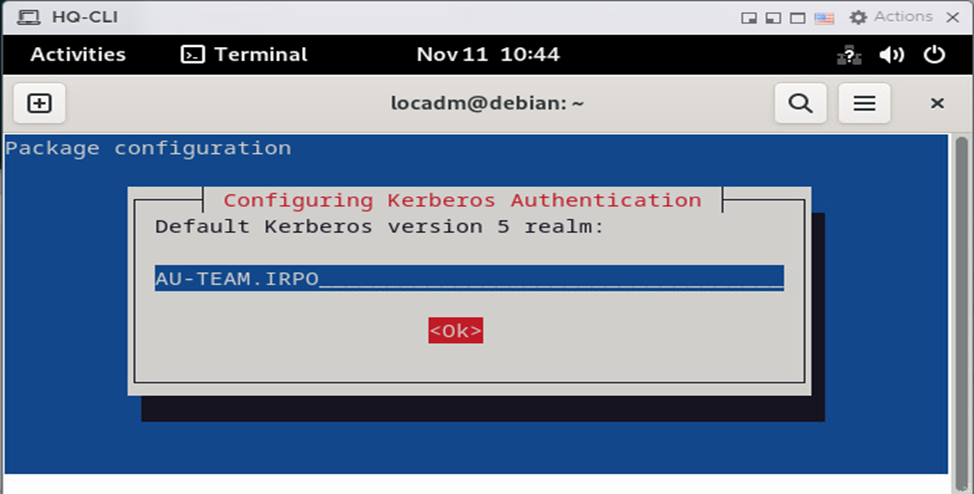 HQ-CLI
Actions
Activities
Terminal
Nov 11 10:44
?
locadm@debian: ~
Package configuration
Configuring Kerberos Authentication
Default Kerberos version 5 realm:
AU-TEAM.IRPO__________________________________
<Ok>